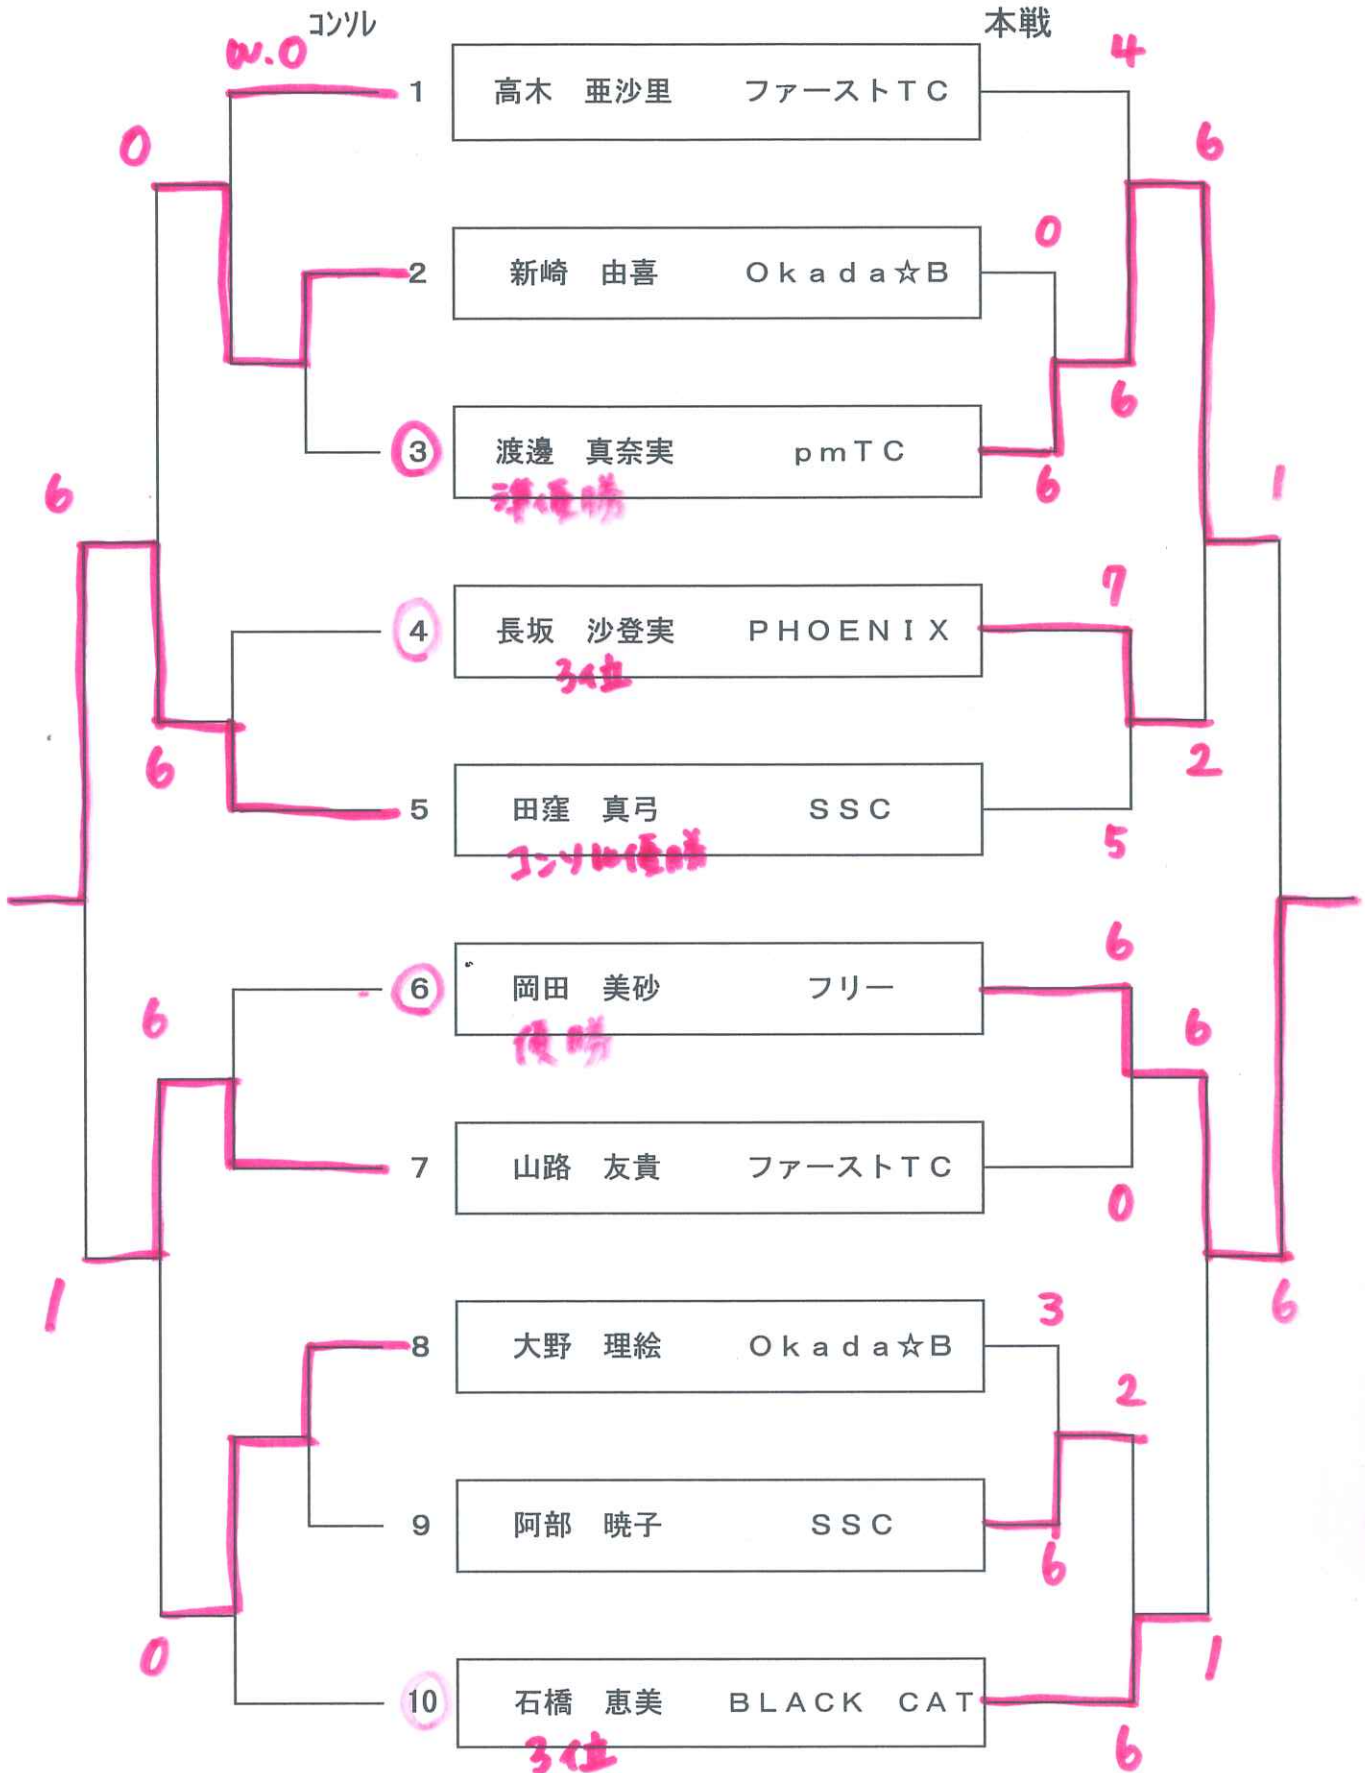 コンソル 本戦
w.o 4
1 高木 亜沙里 ファーストTC
0 6
0
2 新崎 由喜 Okada☆B
6
3 渡邊 真奈実 pmTC
準優勝 6
6 1
7
4 長坂 沙登実 PHOENIX
3位
6 2
5 田窪 真弓 SSC
コンソル優勝 5
6
6 岡田 美砂 フリー
6 優勝 6
7 山路 友貴 ファーストTC
0
1 3 6
8 大野 理絵 Okada☆B
2
9 阿部 暁子 SSC
6
0 1
10 石橋 恵美 BLACK CAT
3位 6